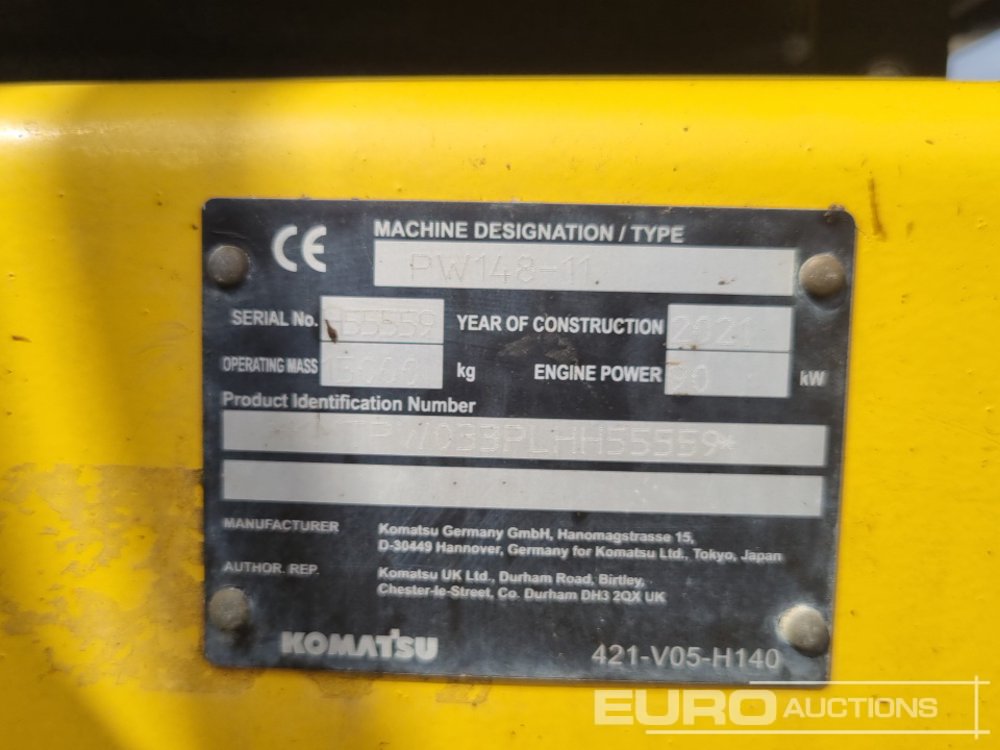 CE
MACHINE DESIGNATION / TYPE
PW148-11
SERIAL No. H55559 YEAR OF CONSTRUCTION 2021
OPERATING MASS kg ENGINE POWER 90 kW
Product Identification Number
PW033PLHH55559*
MANUFACTURER
Komatsu Germany GmbH, Hanomagstrasse 15,
D-30449 Hannover, Germany for Komatsu Ltd., Tokyo, Japan
AUTHOR. REP.
Komatsu UK Ltd., Durham Road, Birtley,
Chester-le-Street, Co. Durham DH3 2QX UK
KOMATSU
421-V05-H140
EURO AUCTIONS